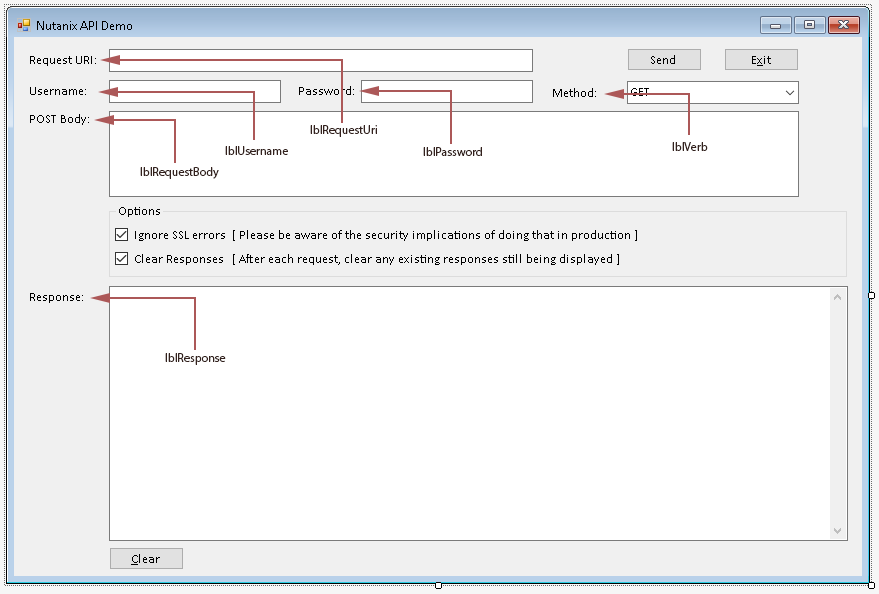 Nutanix API Demo
Request URI:
Send
Exit
Username:
Password:
Method:
GET
POST Body:
lblRequestUri
lblUsername
lblPassword
lblVerb
lblRequestBody
Options
Ignore SSL errors [ Please be aware of the security implications of doing that in production ]
Clear Responses [ After each request, clear any existing responses still being displayed ]
Response:
lblResponse
Clear